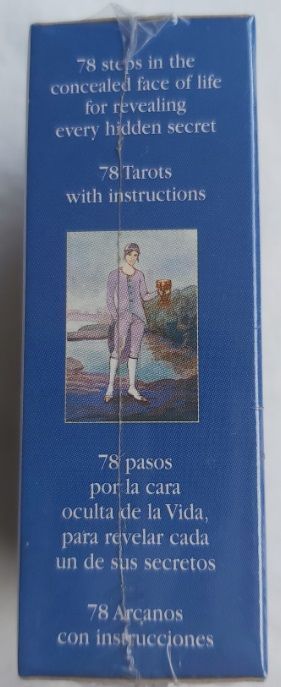 78 steps in the
concealed face of life
for revealing
every hidden secret
78 Tarots
with instructions
78 pasos
por la cara
oculta de la Vida,
para revelar cada
un de sus secretos
78 Arcanos
con instrucciones